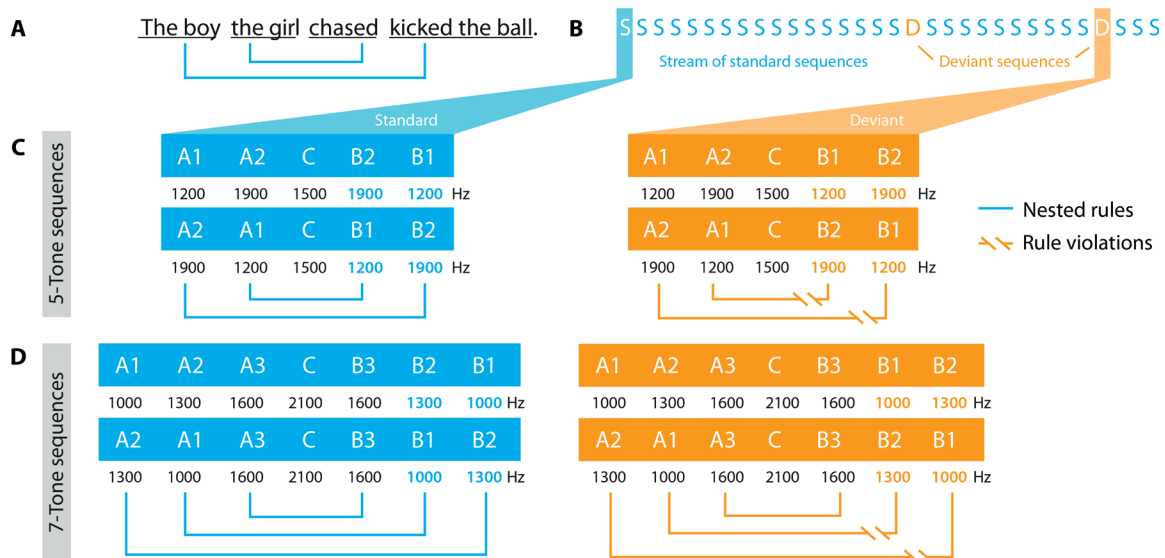 A
The boy the girl chased kicked the ball.
B
S S S S S S S S S S S S S S S S D S S S S S S S S S S D S S S
Stream of standard sequences
Deviant sequences
Standard
Deviant
C
5-Tone sequences
A1 A2 C B2 B1
1200 1900 1500 1900 1200 Hz
A2 A1 C B1 B2
1900 1200 1500 1200 1900 Hz
A1 A2 C B1 B2
1200 1900 1500 1200 1900 Hz
A2 A1 C B2 B1
1900 1200 1500 1900 1200 Hz
Nested rules
Rule violations
D
7-Tone sequences
A1 A2 A3 C B3 B2 B1
1000 1300 1600 2100 1600 1300 1000 Hz
A2 A1 A3 C B3 B1 B2
1300 1000 1600 2100 1600 1000 1300 Hz
A1 A2 A3 C B3 B1 B2
1000 1300 1600 2100 1600 1000 1300 Hz
A2 A1 A3 C B3 B2 B1
1300 1000 1600 2100 1600 1300 1000 Hz